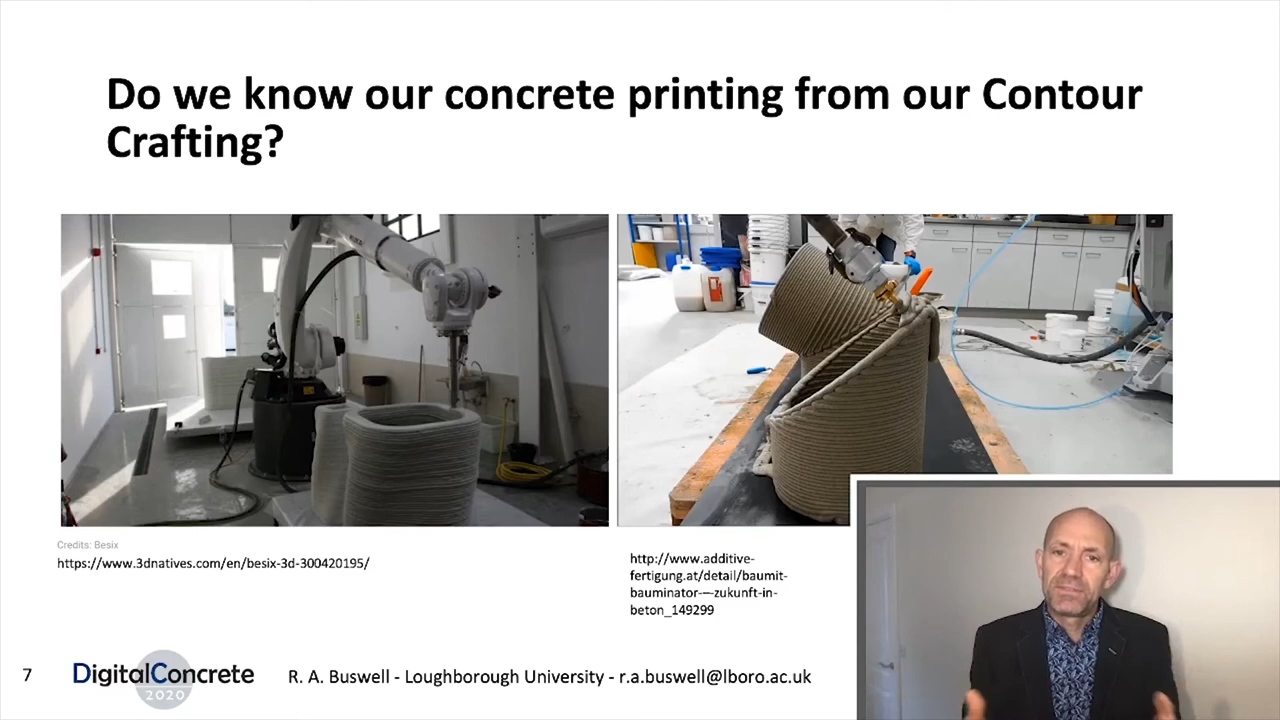 Do we know our concrete printing from our Contour
Crafting?
Credits: Besix
https://www.3dnatives.com/en/besix-3d-300420195/
http://www.additive-
fertigung.at/detail/baumit-
bauminator-–-zukunft-in-
beton_149299
7
DigitalConcrete
2020
R. A. Buswell - Loughborough University - r.a.buswell@lboro.ac.uk